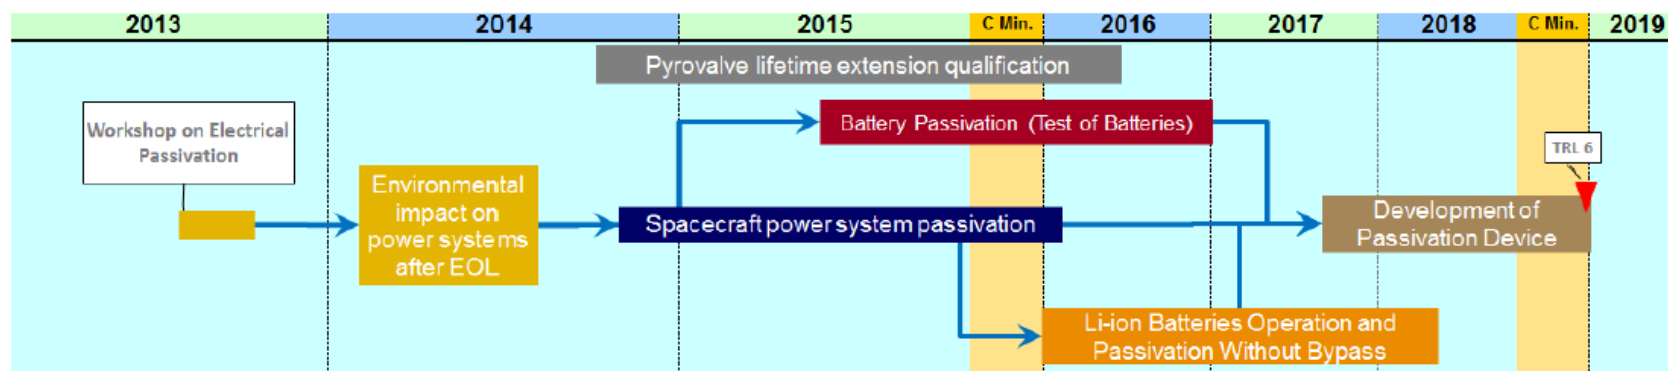 2013 2014 2015 C Min. 2016 2017 2018 C Min. 2019
Pyrovalve lifetime extension qualification
Workshop on Electrical
Passivation
Battery Passivation (Test of Batteries)
TRL 6
Environmental
impact on
power systems
after EOL
Spacecraft power system passivation
Development of
Passivation Device
Li-ion Batteries Operation and
Passivation Without Bypass